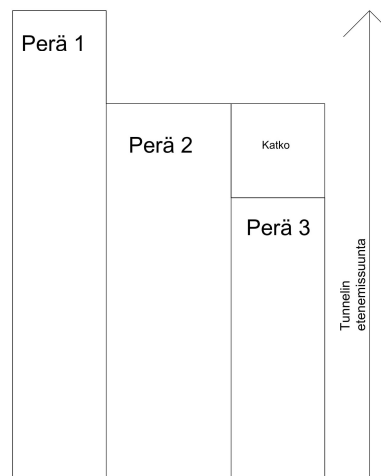 Perä 1
Perä 2
Katko
Perä 3
Tunnelin
etenemissuunta